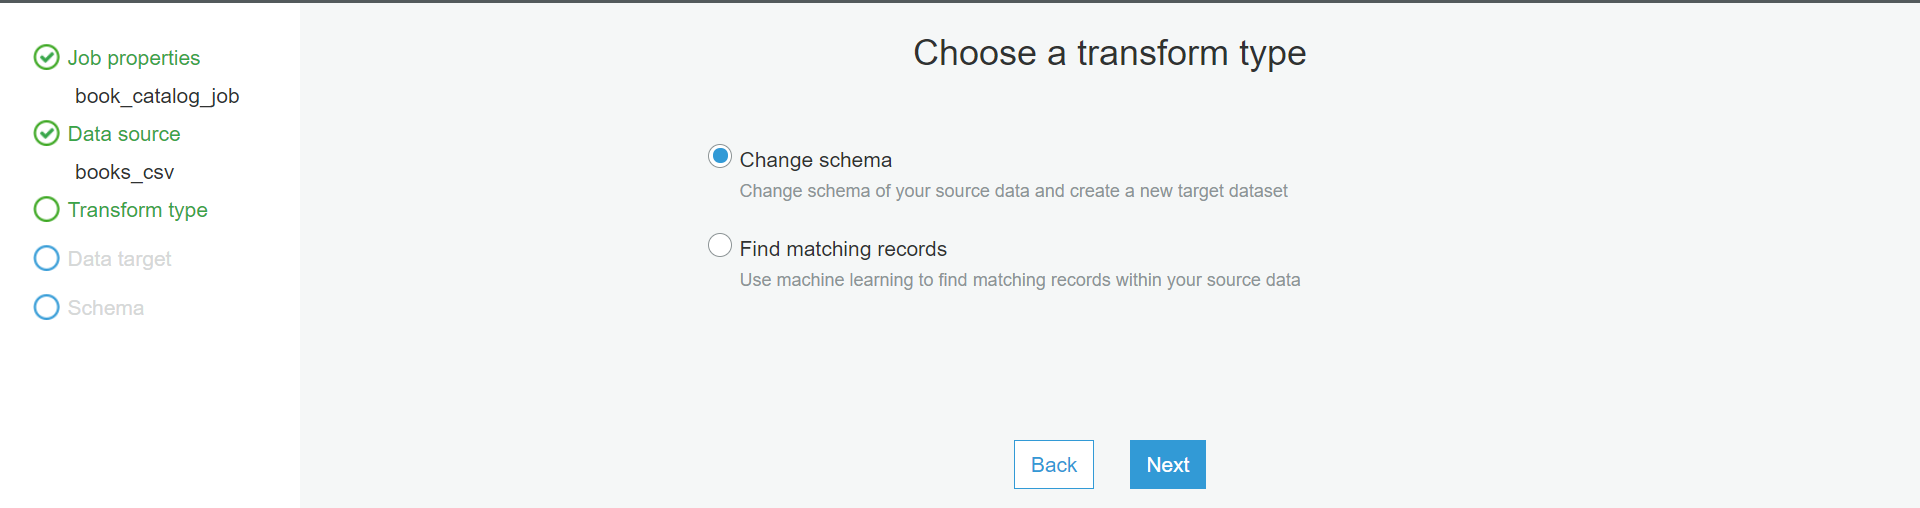 Job properties
book_catalog_job
Data source
books_csv
Transform type
Data target
Schema
Choose a transform type
Change schema
Change schema of your source data and create a new target dataset
Find matching records
Use machine learning to find matching records within your source data
Back
Next